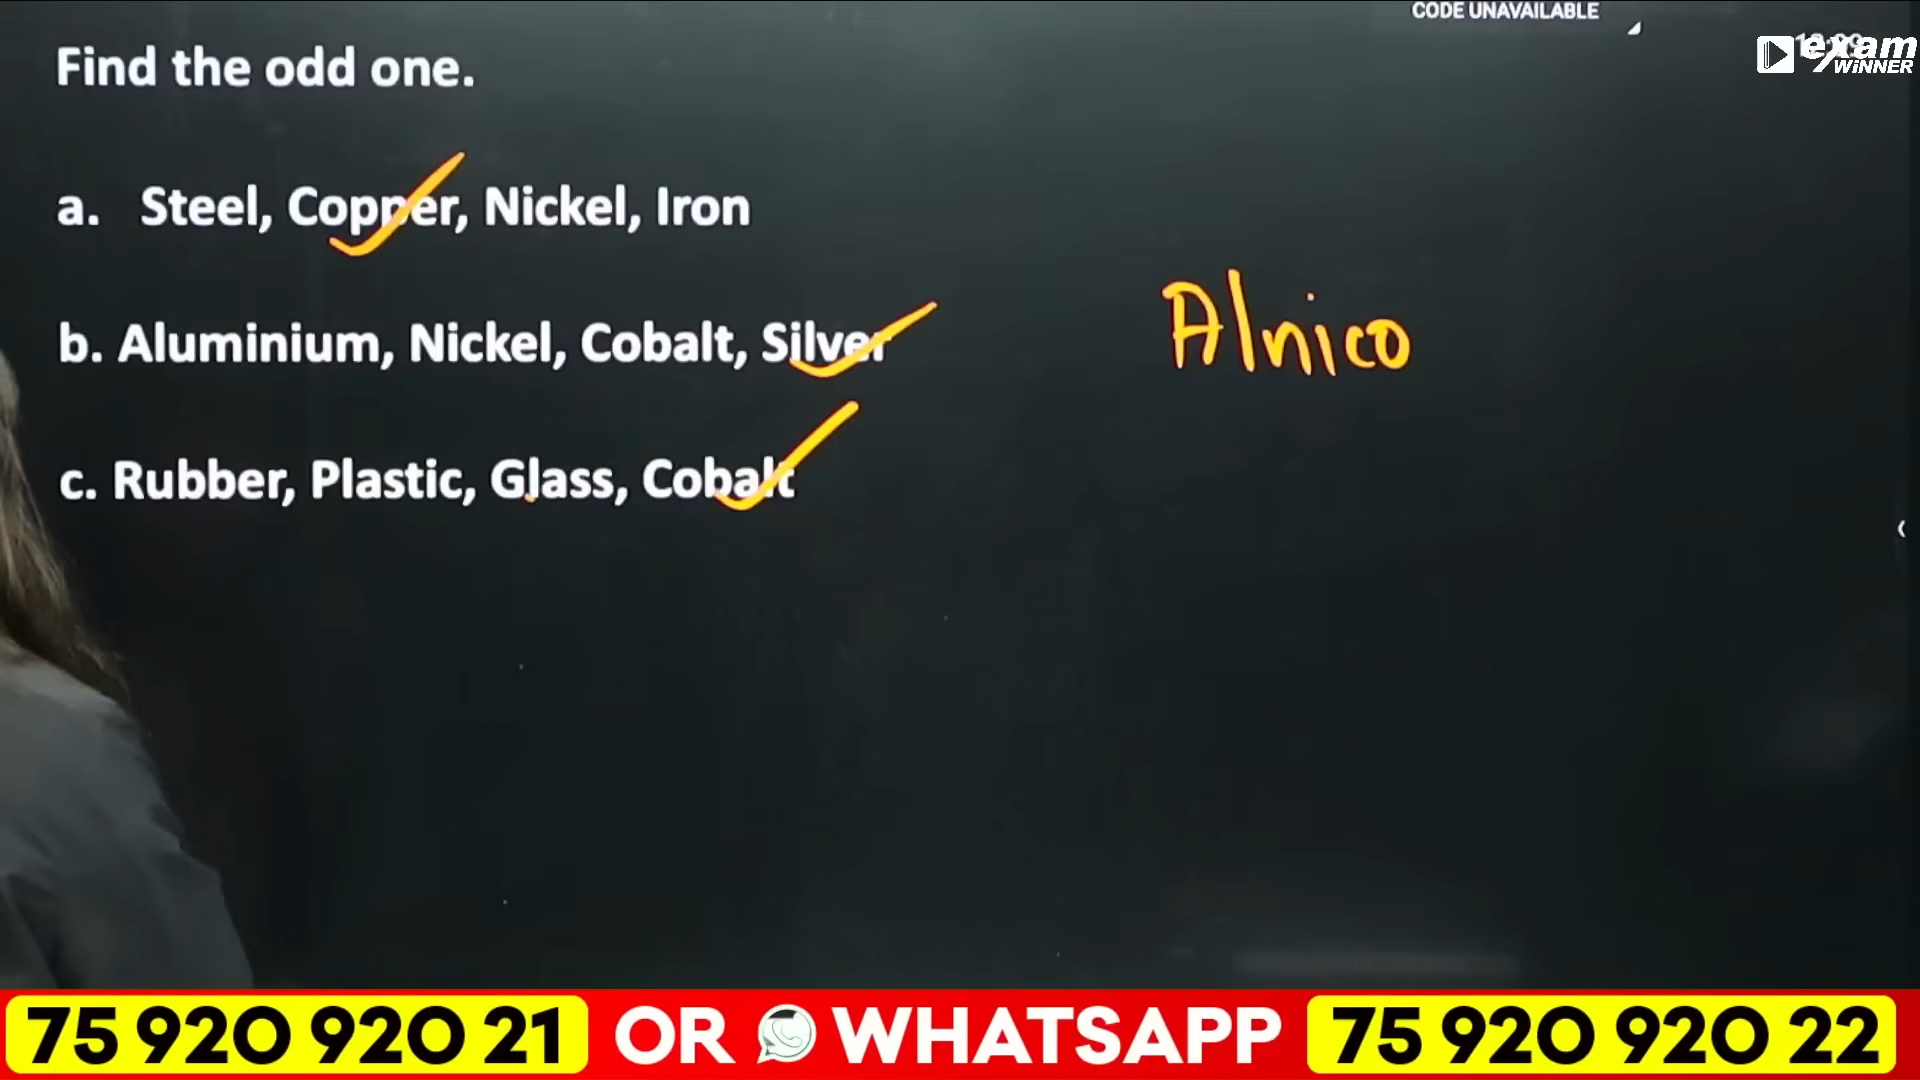 CODE UNAVAILABLE
exam
WiNNER
Find the odd one.
a. Steel, Copper, Nickel, Iron
b. Aluminium, Nickel, Cobalt, Silver
Alnico
c. Rubber, Plastic, Glass, Cobalt
75 920 920 21 OR WHATSAPP 75 920 920 22